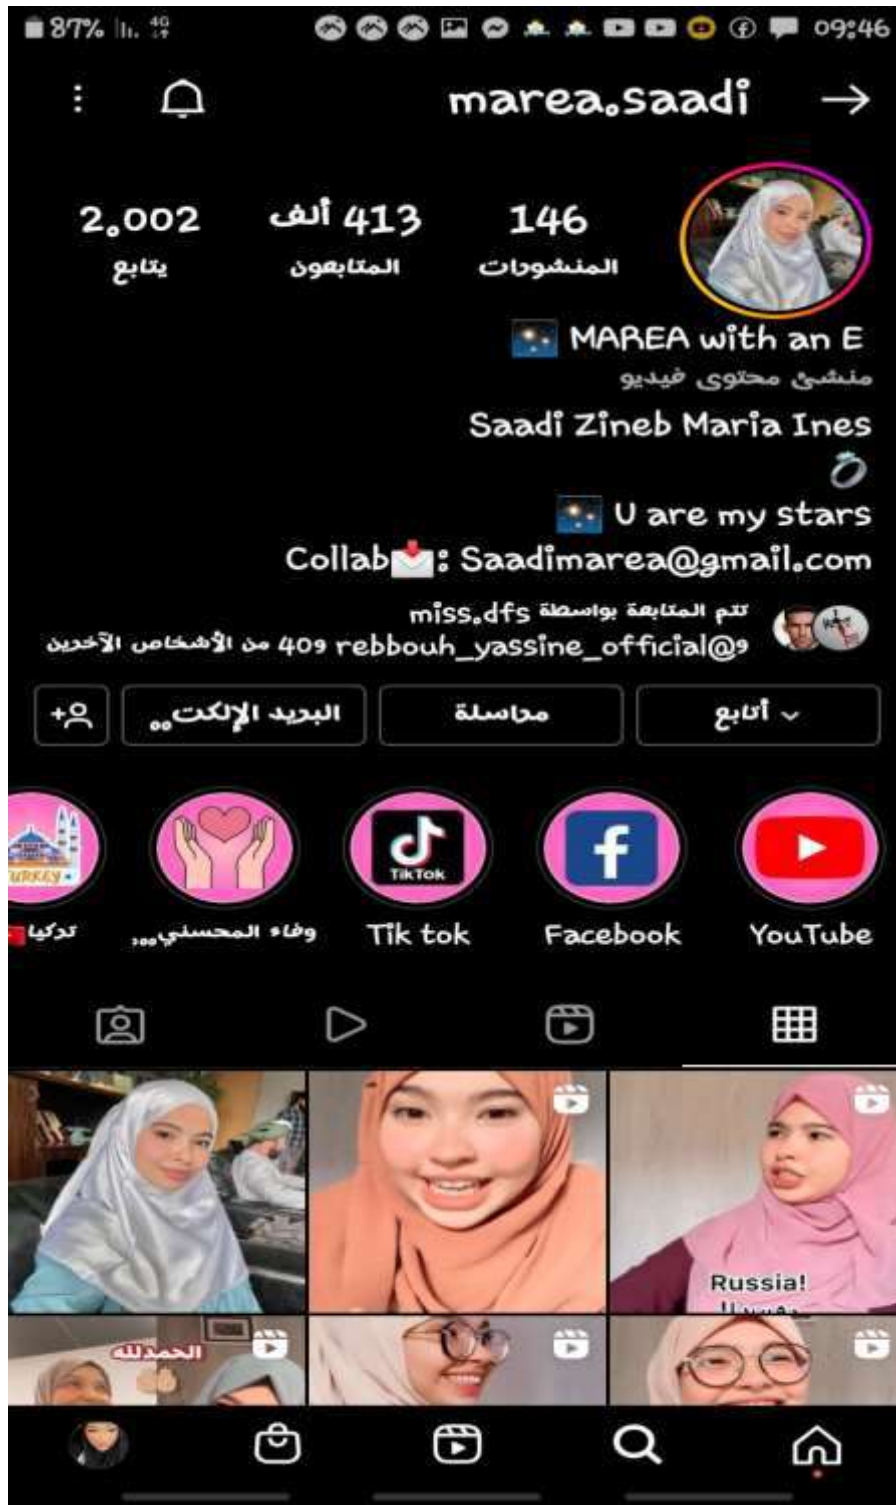 87% 4G 09:46
marea.saadi
146 413 ألف 2.002
المنشورات المتابعون يتابع
MAREA with an E
منشئ محتوى فيديو
Saadi Zineb Maria Ines
U are my stars
Collab: Saadimarea@gmail.com
تتم المتابعة بواسطة miss.dfs
و@rebbouh_yassine_official و40 من الأشخاص الآخرين
أتابع مراسلة البريد الإلكت..
TikTok
TURKEY
YouTube Facebook Tik tok وفاء المحسني... تركيا
Russia!
الحمدلله